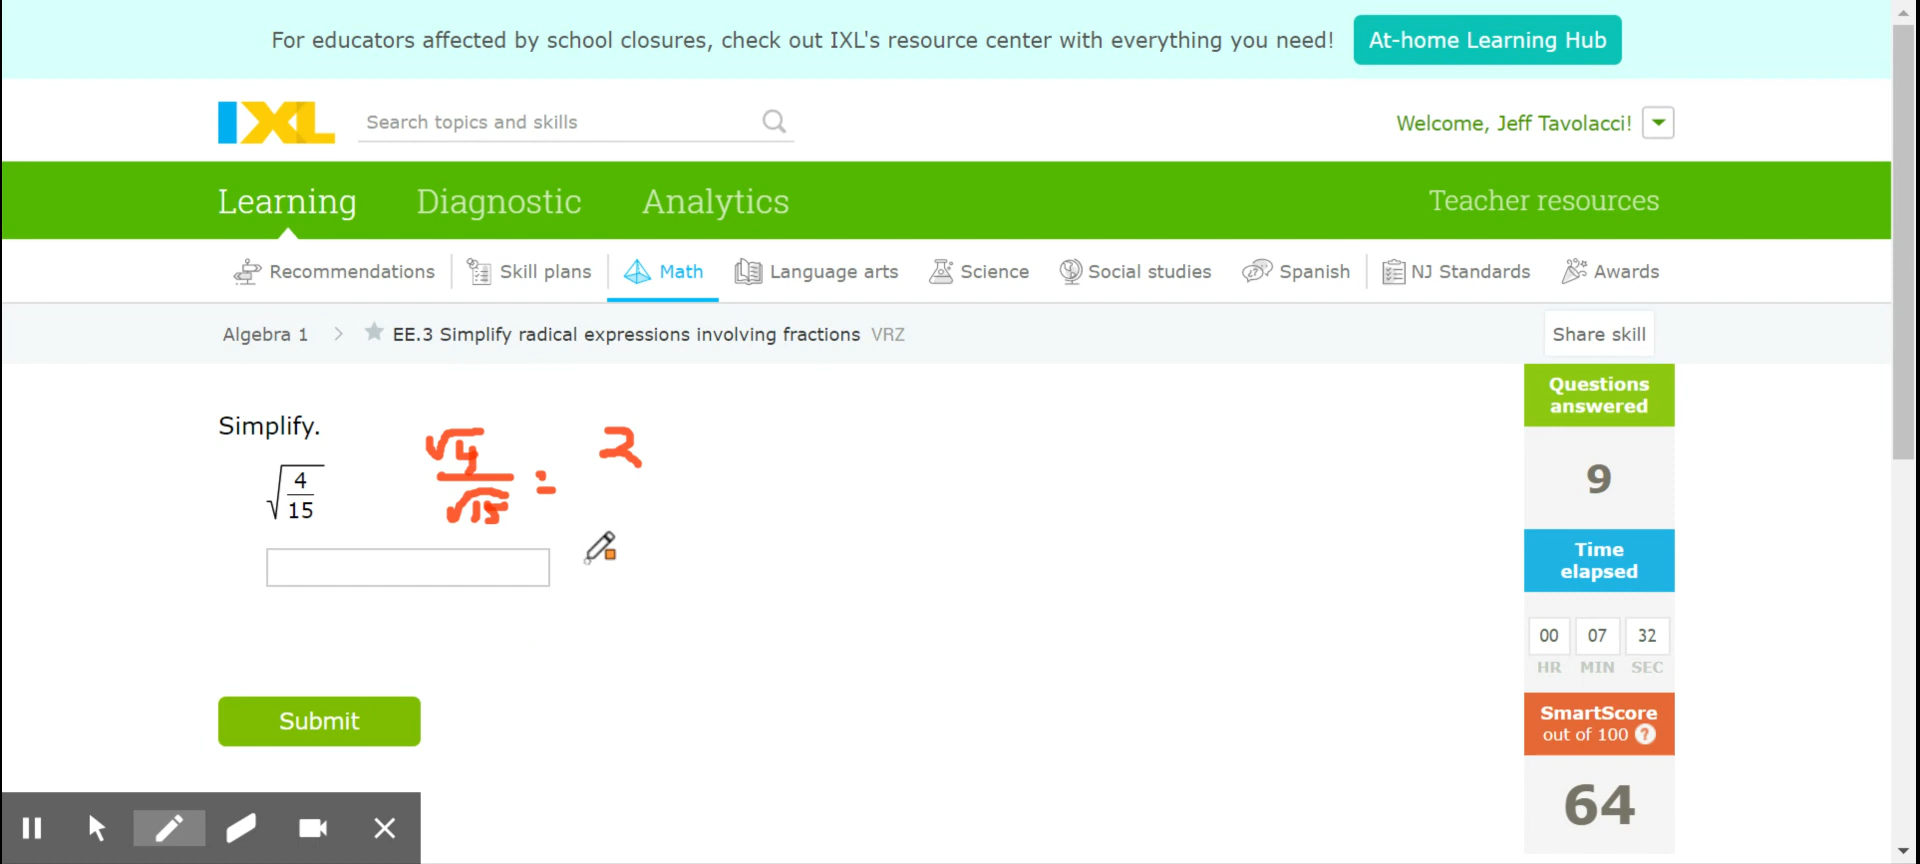 For educators affected by school closures, check out IXL's resource center with everything you need! At-home Learning Hub
IXL Search topics and skills Welcome, Jeff Tavolacci!
Learning Diagnostic Analytics Teacher resources
Recommendations Skill plans Math Language arts Science Social studies Spanish NJ Standards Awards
Algebra 1 > EE.3 Simplify radical expressions involving fractions VRZ Share skill
Simplify.
√(4/15)
√4/√15 = 2
Submit
Questions
answered
9
Time
elapsed
00 07 32
HR MIN SEC
SmartScore
out of 100 ?
64